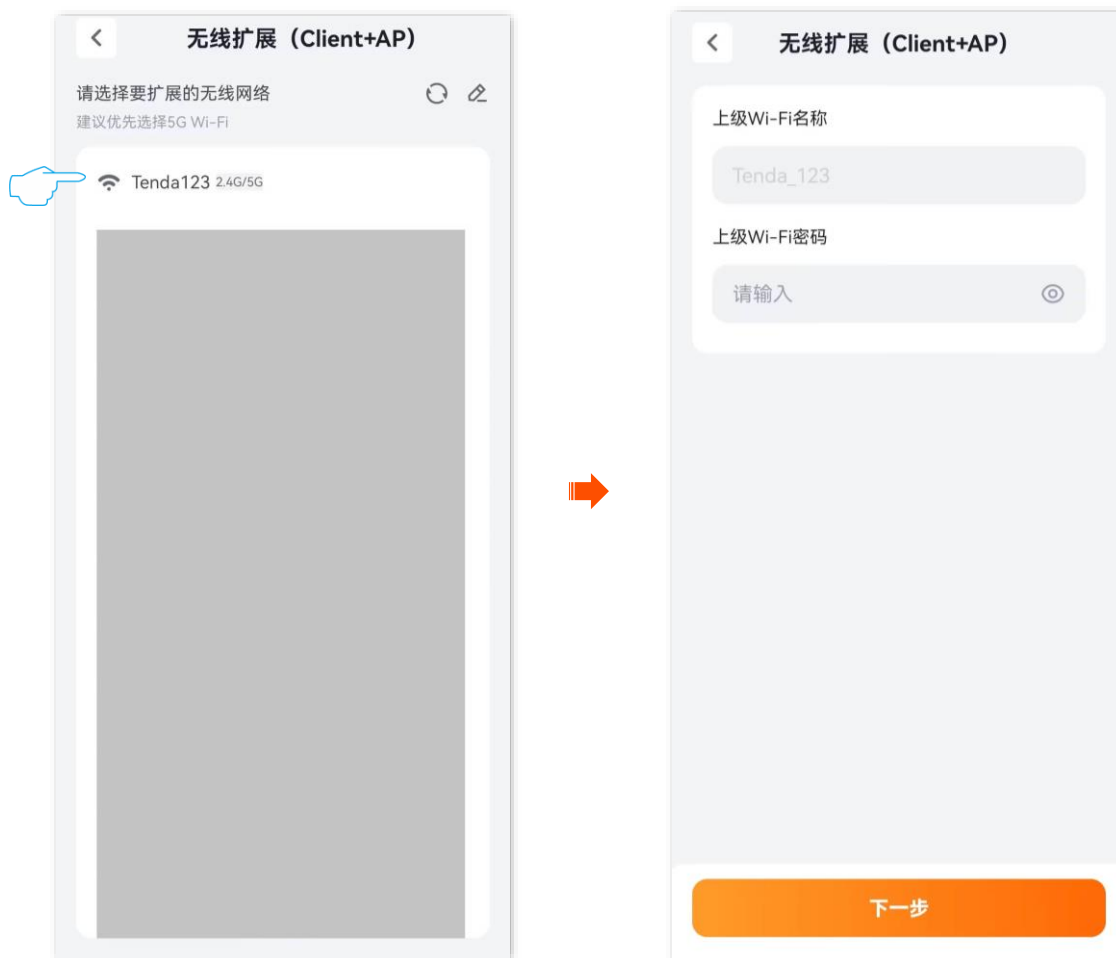 无线扩展（Client+AP）
请选择要扩展的无线网络
建议优先选择5G Wi-Fi
Tenda123 2.4G/5G
无线扩展（Client+AP）
上级Wi-Fi名称
Tenda_123
上级Wi-Fi密码
请输入
下一步